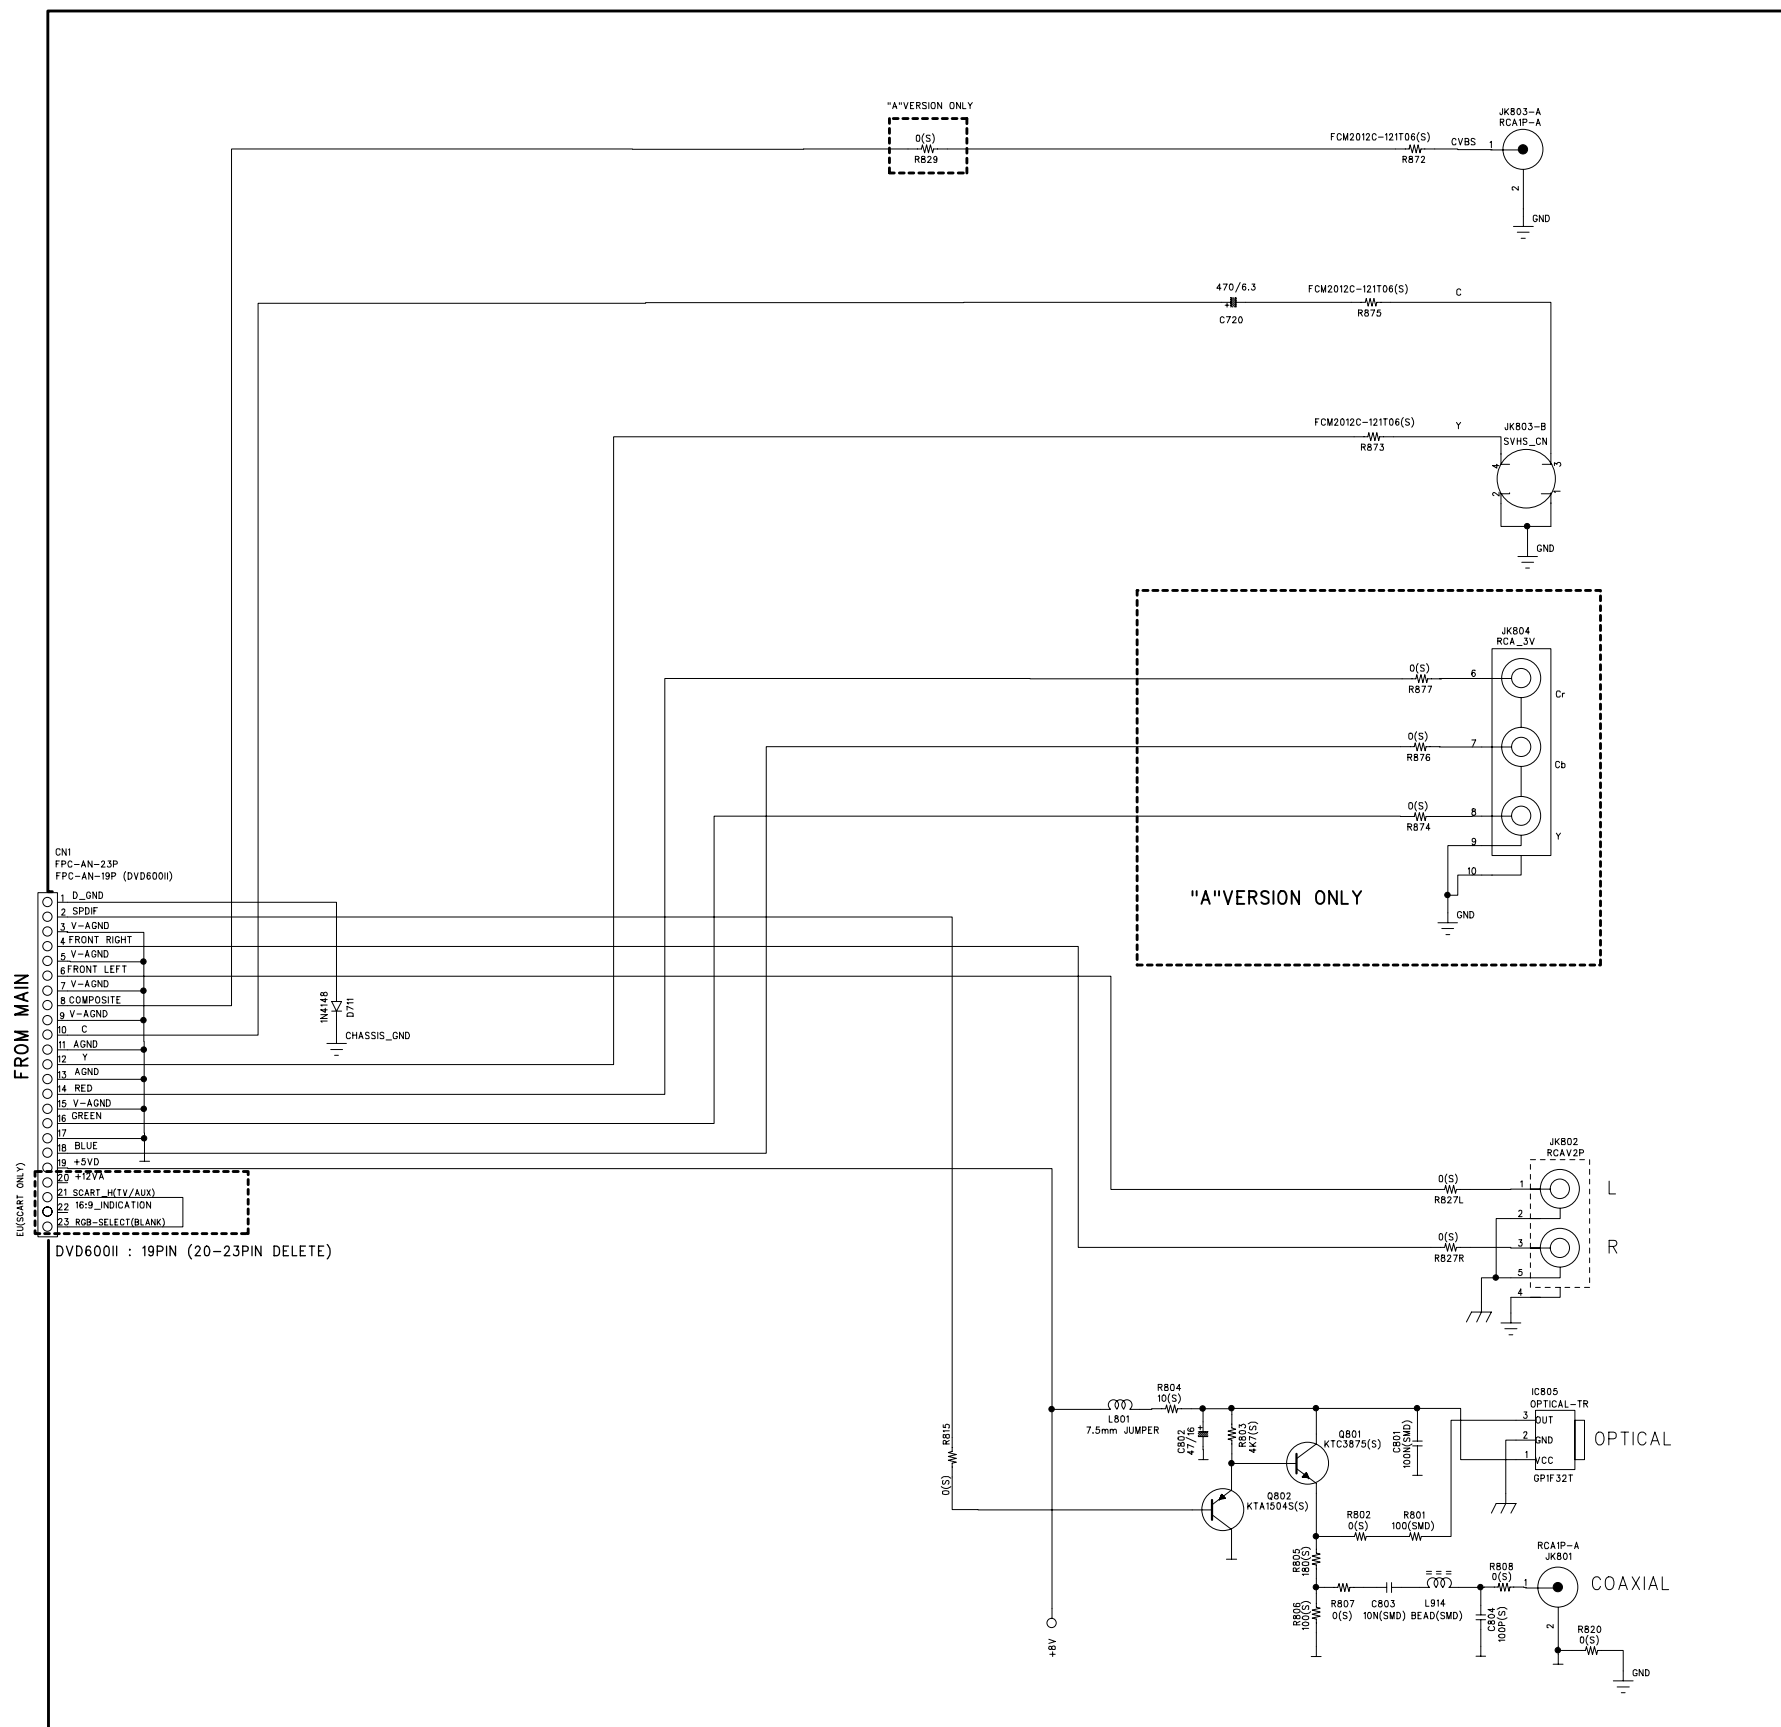 "A"VERSION ONLY
0(S)
R829
FCM2012C-121T06(S)
R872
CVBS
1
JK803-A
RCA1P-A
2
GND
470/6.3
C720
FCM2012C-121T06(S)
R875
C
FCM2012C-121T06(S)
R873
Y
JK803-B
SVHS_CN
4
3
2
1
GND
JK804
RCA_3V
0(S)
R877
6
Cr
0(S)
R876
7
Cb
0(S)
R874
8
Y
9
10
GND
"A"VERSION ONLY
CN1
FPC-AN-23P
FPC-AN-19P (DVD600II)
FROM MAIN
1 D_GND
2 SPDIF
3 V-AGND
4 FRONT RIGHT
5 V-AGND
6 FRONT LEFT
7 V-AGND
8 COMPOSITE
9 V-AGND
10 C
11 AGND
12 Y
13 AGND
14 RED
15 V-AGND
16 GREEN
17
18 BLUE
19 +5VD
20 +12VA
21 SCART_H(TV/AUX)
22 16:9_INDICATION
23 RGB-SELECT(BLANK)
EU(SCART ONLY)
DVD600II : 19PIN (20-23PIN DELETE)
1N4148
D711
CHASSIS_GND
JK802
RCAV2P
0(S)
R827L
1
L
2
0(S)
R827R
3
R
5
4
R815
0(S)
L801
7.5mm JUMPER
R804
10(S)
C802
47/16
R803
4K7(S)
Q801
KTC3875(S)
C801
100N(SMD)
IC805
OPTICAL-TR
3 OUT
2 GND
1 VCC
GP1F32T
OPTICAL
Q802
KTA1504S(S)
R802
0(S)
R801
100(SMD)
R805
180(S)
R806
100(S)
R807
0(S)
C803
10N(SMD)
L914
BEAD(SMD)
C804
100P(S)
R808
0(S)
RCA1P-A
JK801
1
COAXIAL
2
R820
0(S)
GND
+8V